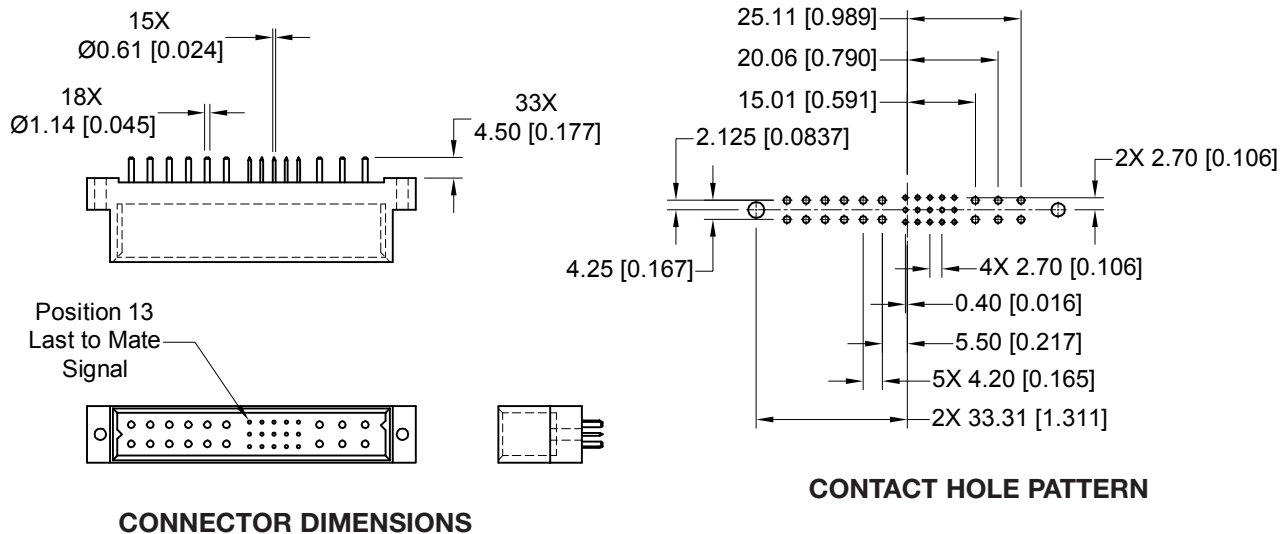 15X
Ø0.61 [0.024]
18X
Ø1.14 [0.045]
33X
4.50 [0.177]
Position 13
Last to Mate
Signal
CONNECTOR DIMENSIONS
25.11 [0.989]
20.06 [0.790]
15.01 [0.591]
2.125 [0.0837]
2X 2.70 [0.106]
4.25 [0.167]
4X 2.70 [0.106]
0.40 [0.016]
5.50 [0.217]
5X 4.20 [0.165]
2X 33.31 [1.311]
CONTACT HOLE PATTERN